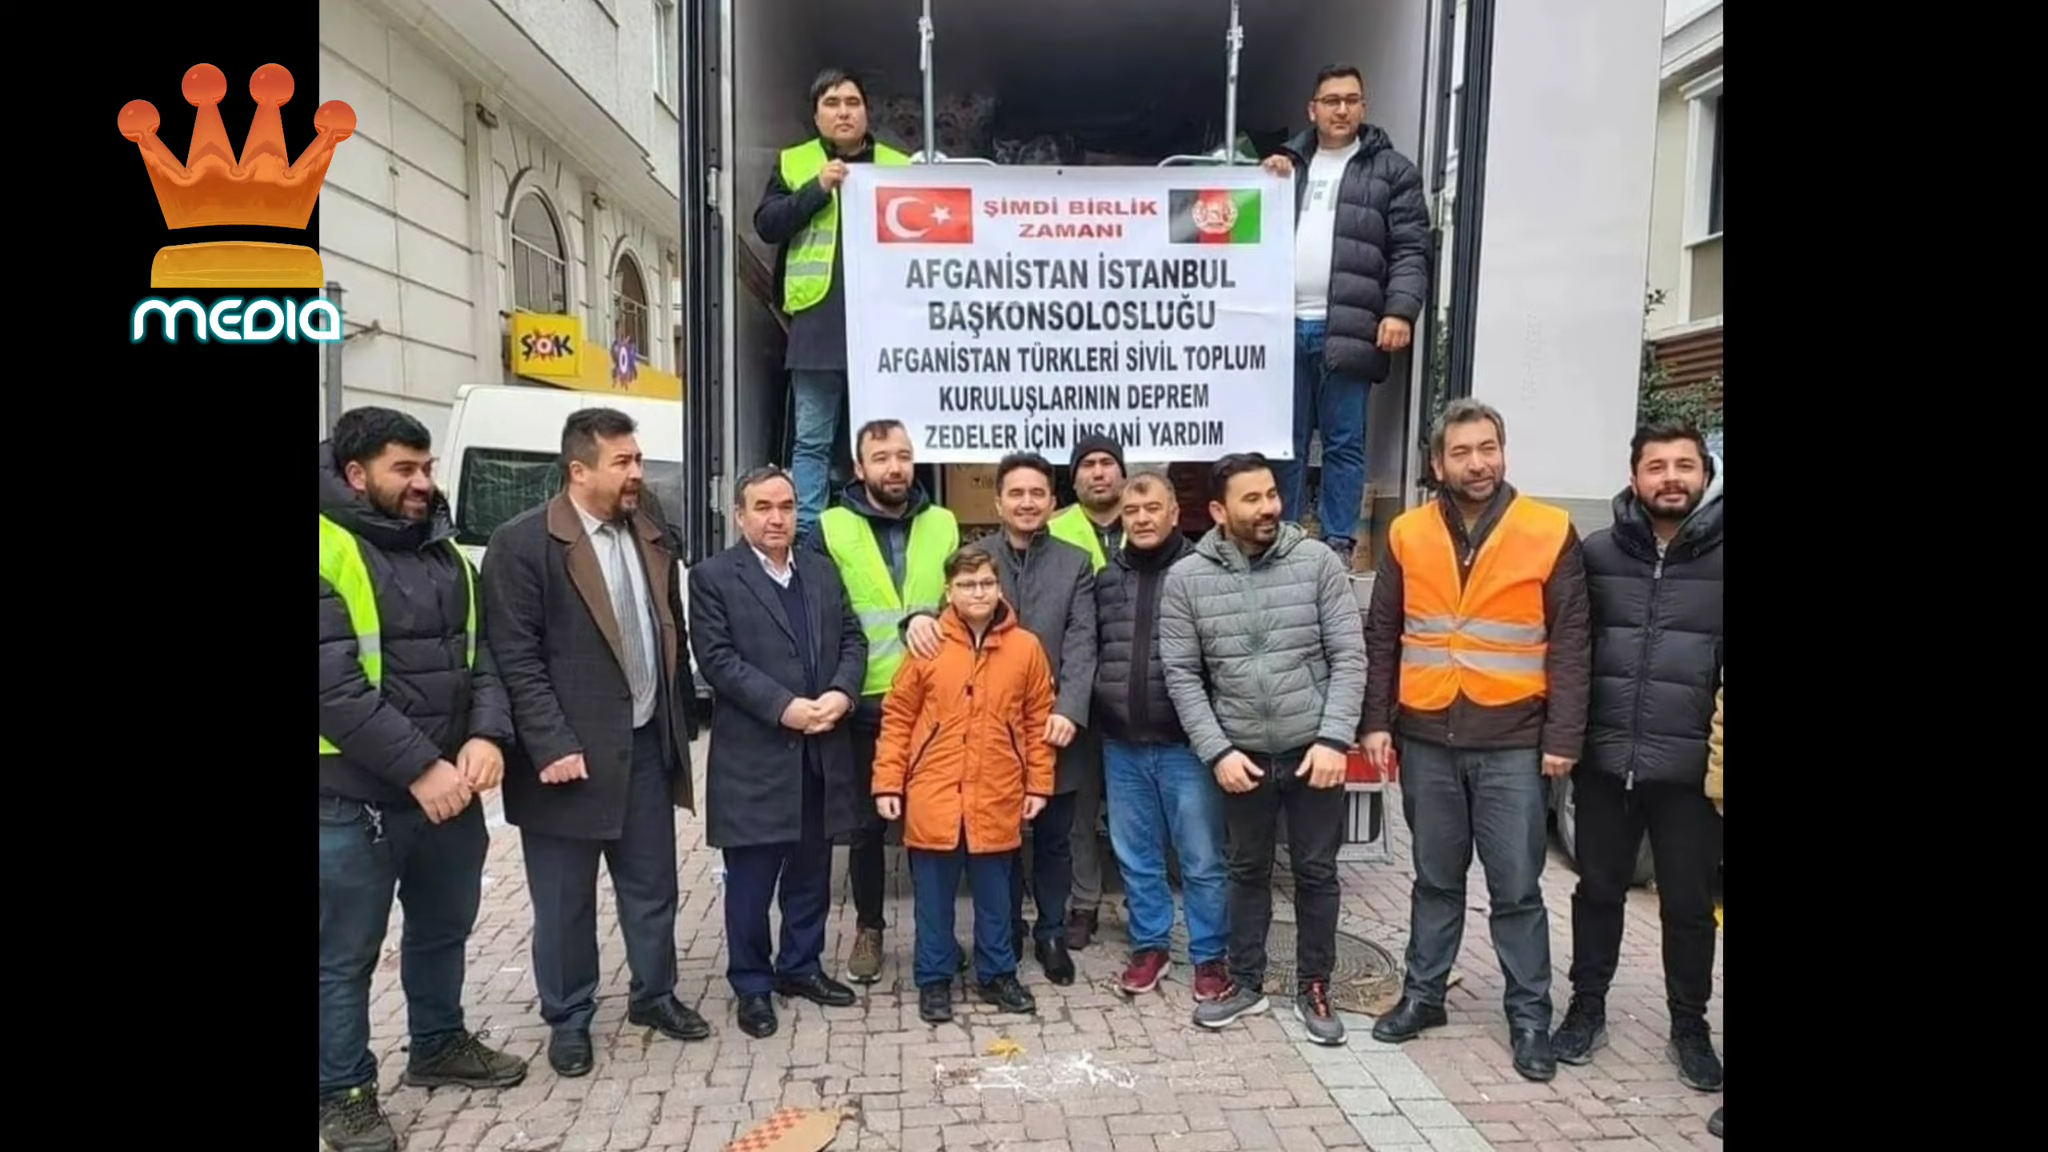 MEDIA
ŞOK
ŞİMDİ BİRLİK
ZAMANI
AFGANİSTAN İSTANBUL
BAŞKONSOLOSLUĞU
AFGANİSTAN TÜRKLERİ SİVİL TOPLUM
KURULUŞLARININ DEPREM
ZEDELER İÇİN İNSANİ YARDIM